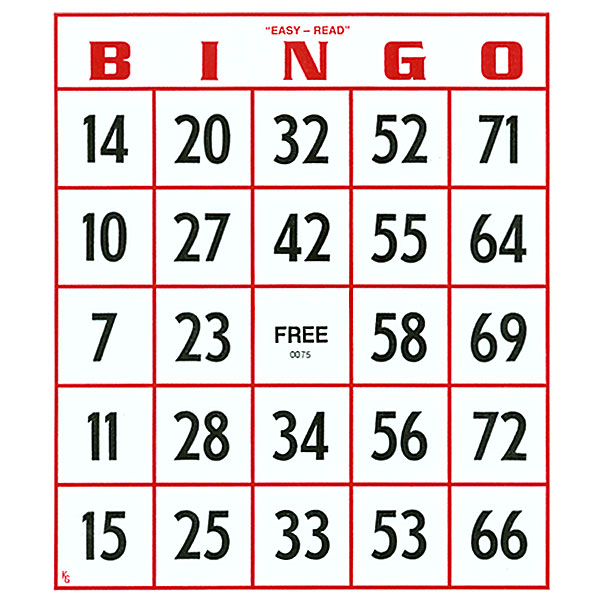 "EASY – READ"
B I N G O
14 20 32 52 71
10 27 42 55 64
7 23 FREE 58 69
0075
11 28 34 56 72
15 25 33 53 66
KG